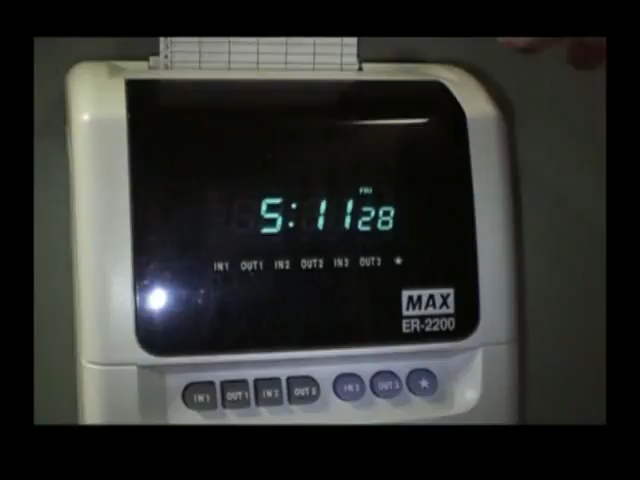 FRI
5:11 28
IN1 OUT1 IN2 OUT2 IN3 OUT3 *
MAX
ER-2200
IN1 OUT1 IN2 OUT2 IN3 OUT3 ★